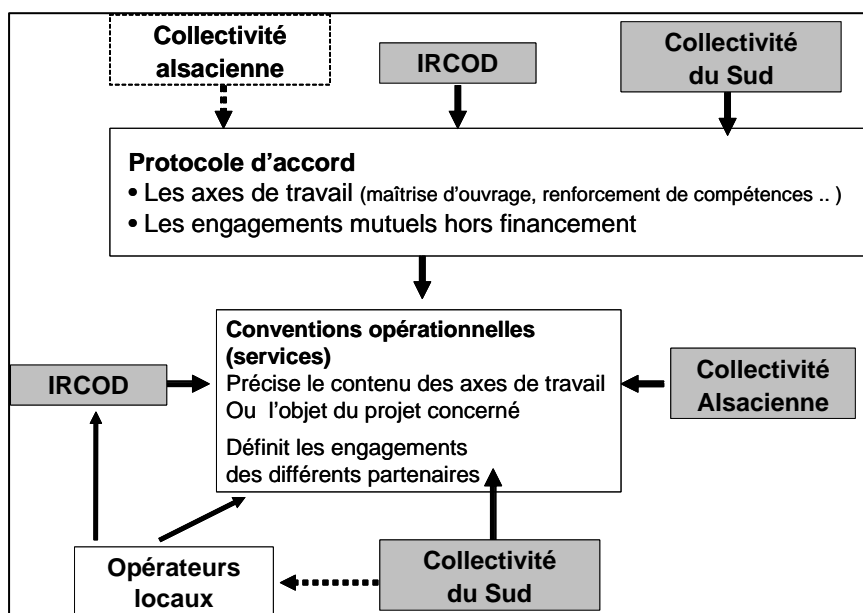 Collectivité
alsacienne
IRCOD
Collectivité
du Sud
Protocole d'accord
• Les axes de travail (maîtrise d'ouvrage, renforcement de compétences .. )
• Les engagements mutuels hors financement
Conventions opérationnelles
(services)
Précise le contenu des axes de travail
Ou l'objet du projet concerné
Définit les engagements
des différents partenaires
IRCOD
Collectivité
Alsacienne
Opérateurs
locaux
Collectivité
du Sud